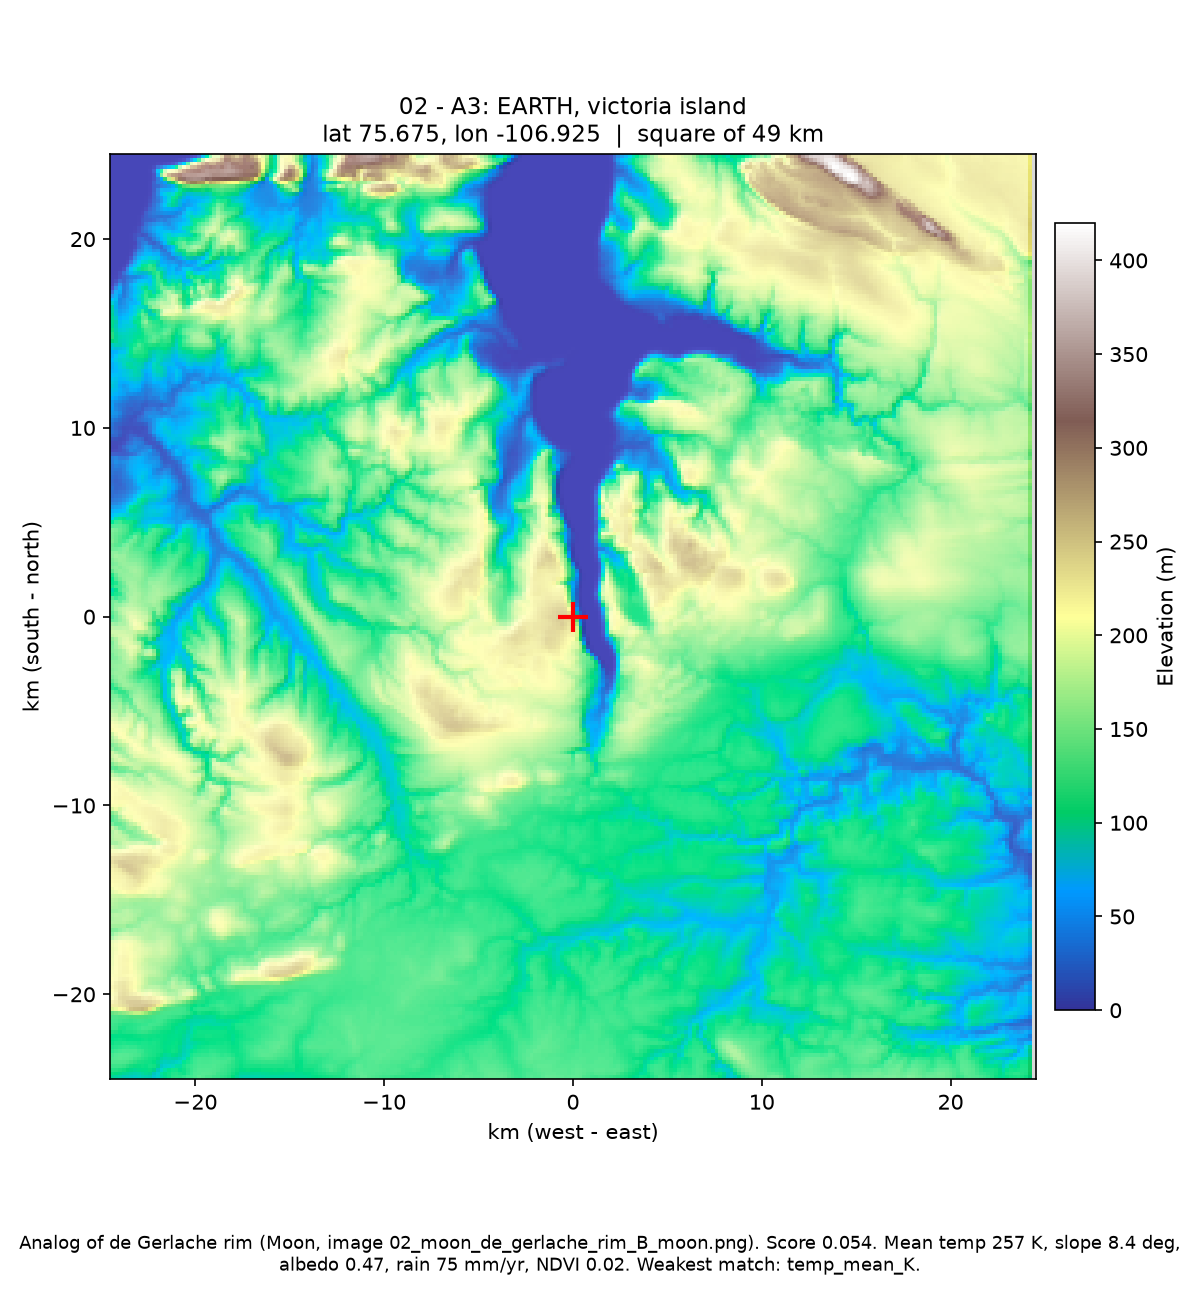 02 - A3: EARTH, victoria island
lat 75.675, lon -106.925  |  square of 49 km
20
10
0
−10
−20
km (south - north)
−20
−10
0
10
20
km (west - east)
400
350
300
250
200
150
100
50
0
Elevation (m)
Analog of de Gerlache rim (Moon, image 02_moon_de_gerlache_rim_B_moon.png). Score 0.054. Mean temp 257 K, slope 8.4 deg,
albedo 0.47, rain 75 mm/yr, NDVI 0.02. Weakest match: temp_mean_K.